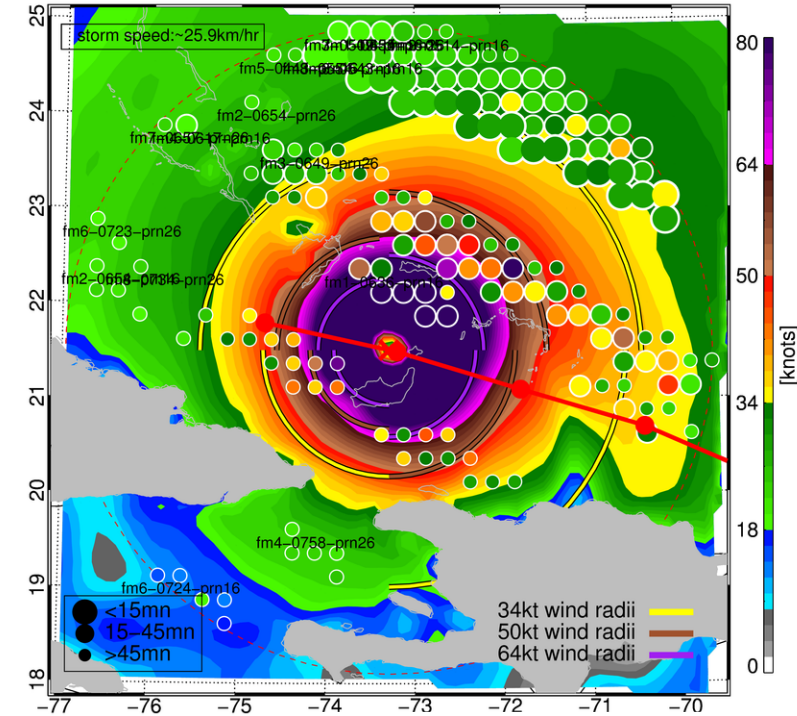 storm speed:~25.9km/hr
fm2-0654-prn26
fm3-0649-prn26
fm6-0723-prn26
fm4-0758-prn26
fm6-0724-prn16
<15mn
15-45mn
>45mn
34kt wind radii
50kt wind radii
64kt wind radii
25
24
23
22
21
20
19
18
-77
-76
-75
-74
-73
-72
-71
-70
80
64
50
34
18
0
[knots]